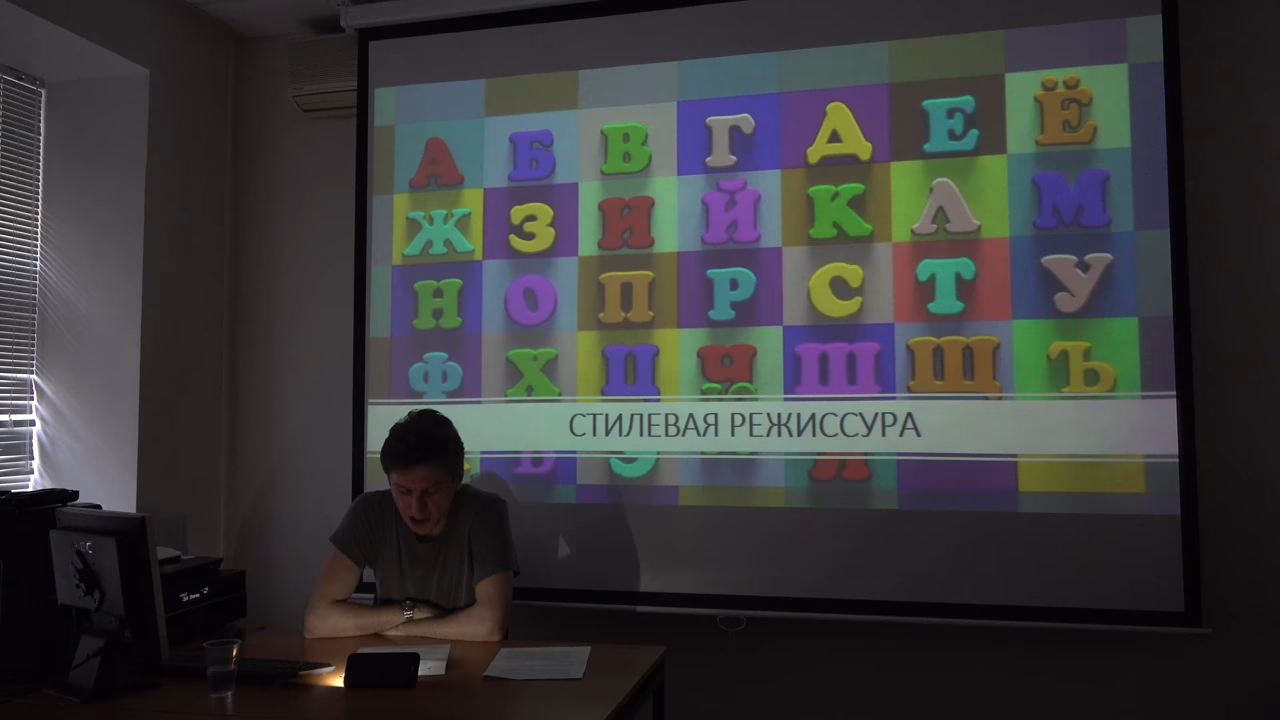 А Б В Г Д Е Ё
Ж З И Й К Л М
Н О П Р С Т У
Ф Х Ц Ч Ш Щ Ъ
СТИЛЕВАЯ РЕЖИССУРА